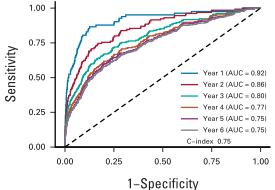 1.00
0.75
0.50
0.25
0.00
Sensitivity
Year 1 (AUC = 0.92)
Year 2 (AUC = 0.86)
Year 3 (AUC = 0.80)
Year 4 (AUC = 0.77)
Year 5 (AUC = 0.75)
Year 6 (AUC = 0.75)
C-index 0.75
0.00 0.25 0.50 0.75 1.00
1−Specificity